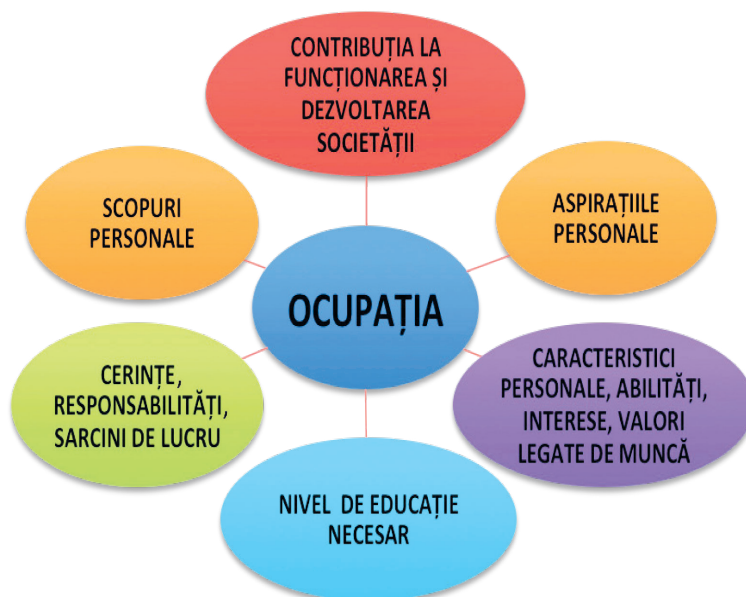 CONTRIBUȚIA LA
FUNCȚIONAREA ȘI
DEZVOLTAREA
SOCIETĂȚII
SCOPURI
PERSONALE
ASPIRAȚIILE
PERSONALE
OCUPAȚIA
CERINȚE,
RESPONSABILITĂȚI,
SARCINI DE LUCRU
CARACTERISTICI
PERSONALE, ABILITĂȚI,
INTERESE, VALORI
LEGATE DE MUNCĂ
NIVEL DE EDUCAȚIE
NECESAR